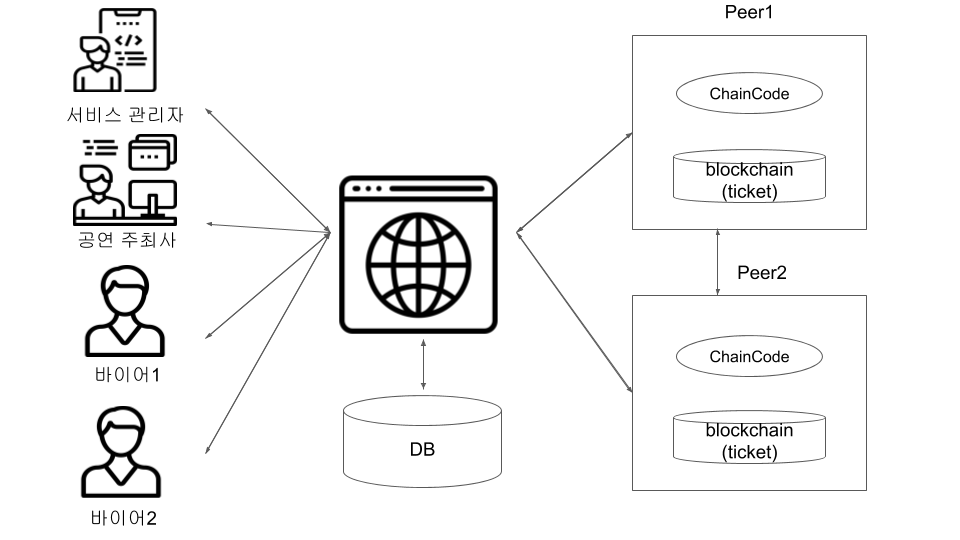 서비스 관리자
공연 주최사
바이어1
바이어2
DB
Peer1
ChainCode
blockchain
(ticket)
Peer2
ChainCode
blockchain
(ticket)